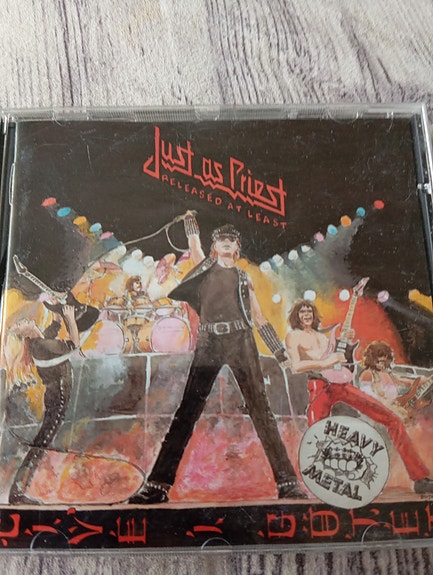 Just as Priest
RELEASED AT LEAST
HEAVY
METAL